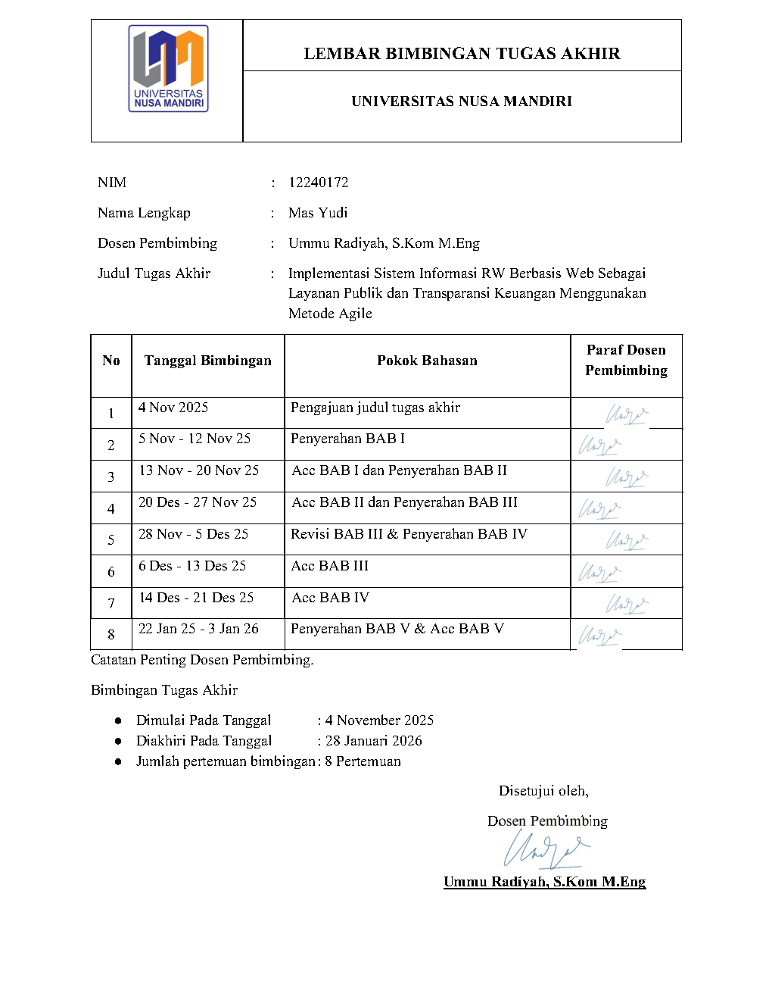 UNIVERSITAS
NUSA MANDIRI
LEMBAR BIMBINGAN TUGAS AKHIR
UNIVERSITAS NUSA MANDIRI
NIM : 12240172
Nama Lengkap : Mas Yudi
Dosen Pembimbing : Ummu Radiyah, S.Kom M.Eng
Judul Tugas Akhir : Implementasi Sistem Informasi RW Berbasis Web Sebagai
Layanan Publik dan Transparansi Keuangan Menggunakan
Metode Agile
No Tanggal Bimbingan Pokok Bahasan Paraf Dosen
Pembimbing
1 4 Nov 2025 Pengajuan judul tugas akhir
2 5 Nov - 12 Nov 25 Penyerahan BAB I
3 13 Nov - 20 Nov 25 Acc BAB I dan Penyerahan BAB II
4 20 Des - 27 Nov 25 Acc BAB II dan Penyerahan BAB III
5 28 Nov - 5 Des 25 Revisi BAB III & Penyerahan BAB IV
6 6 Des - 13 Des 25 Acc BAB III
7 14 Des - 21 Des 25 Acc BAB IV
8 22 Jan 25 - 3 Jan 26 Penyerahan BAB V & Acc BAB V
Catatan Penting Dosen Pembimbing.
Bimbingan Tugas Akhir
● Dimulai Pada Tanggal : 4 November 2025
● Diakhiri Pada Tanggal : 28 Januari 2026
● Jumlah pertemuan bimbingan : 8 Pertemuan
Disetujui oleh,
Dosen Pembimbing
Ummu Radiyah, S.Kom M.Eng